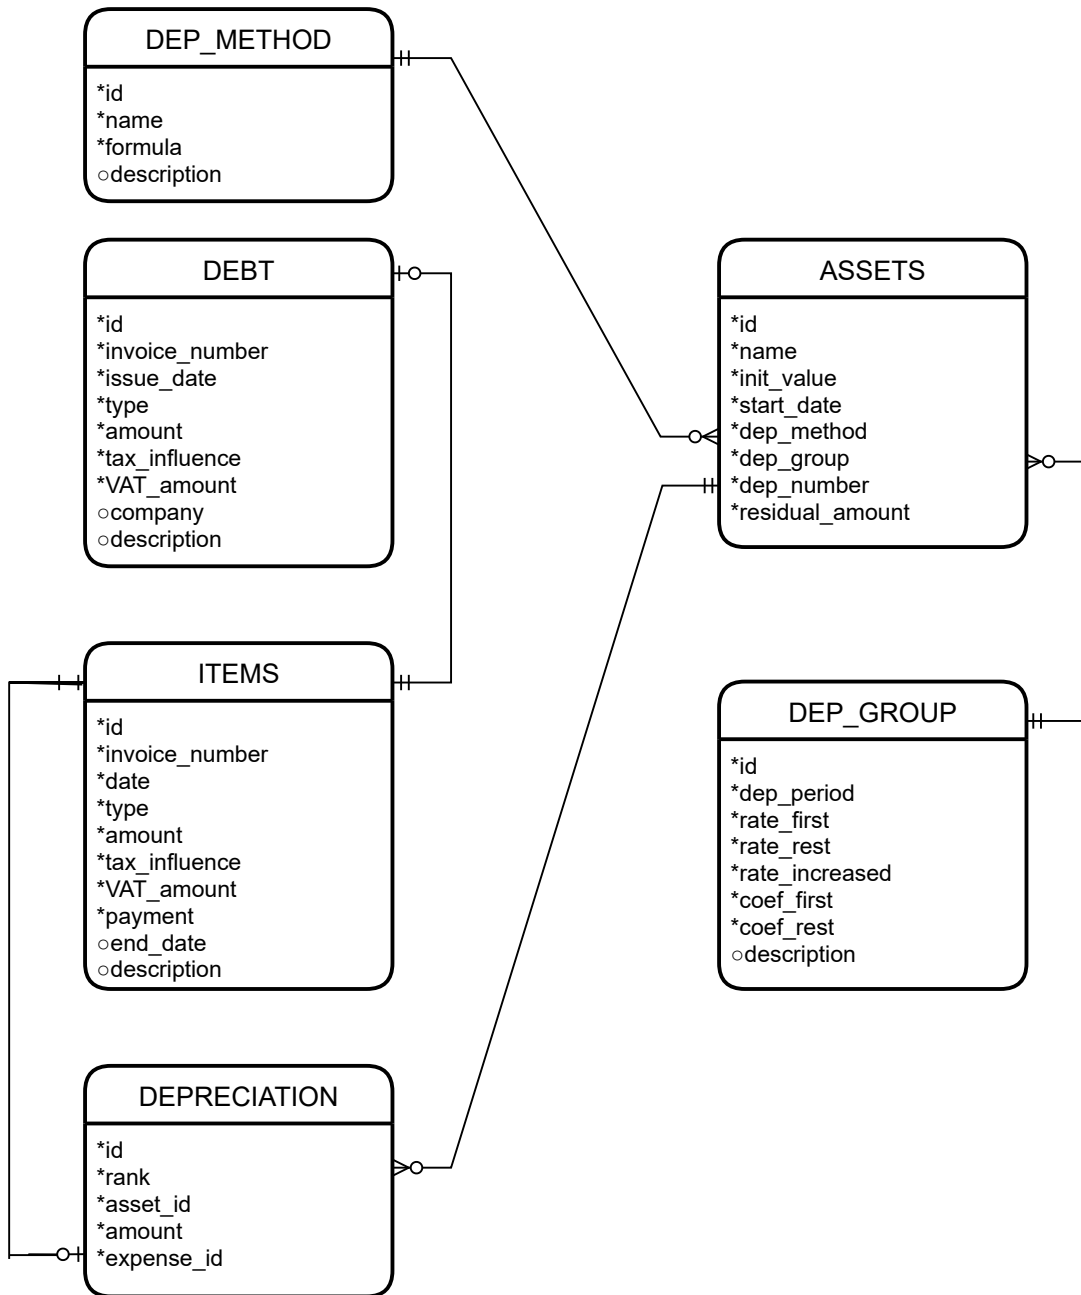 DEP_METHOD
*id
*name
*formula
○description
DEBT
*id
*invoice_number
*issue_date
*type
*amount
*tax_influence
*VAT_amount
○company
○description
ASSETS
*id
*name
*init_value
*start_date
*dep_method
*dep_group
*dep_number
*residual_amount
ITEMS
*id
*invoice_number
*date
*type
*amount
*tax_influence
*VAT_amount
*payment
○end_date
○description
DEP_GROUP
*id
*dep_period
*rate_first
*rate_rest
*rate_increased
*coef_first
*coef_rest
○description
DEPRECIATION
*id
*rank
*asset_id
*amount
*expense_id